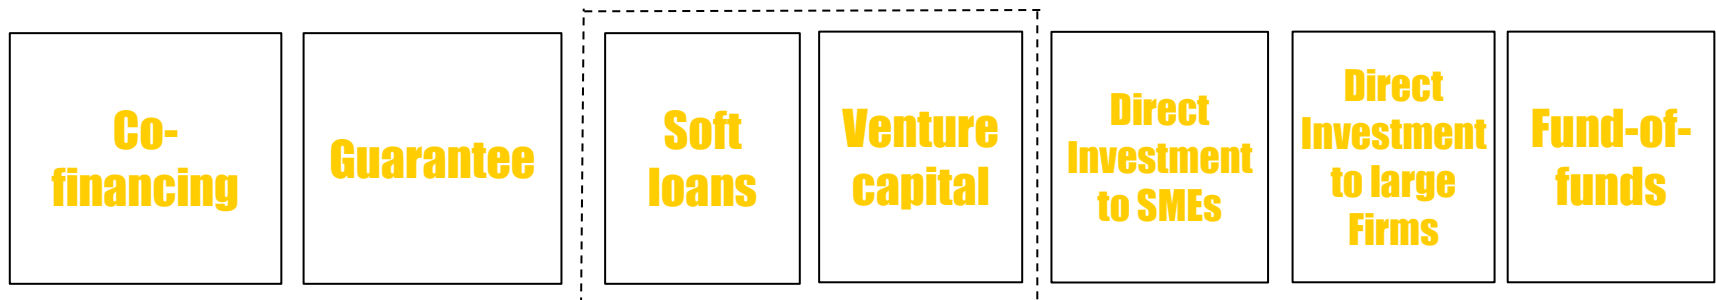 Co-
financing
Guarantee
Soft
loans
Venture
capital
Direct
Investment
to SMEs
Direct
Investment
to large
Firms
Fund-of-
funds